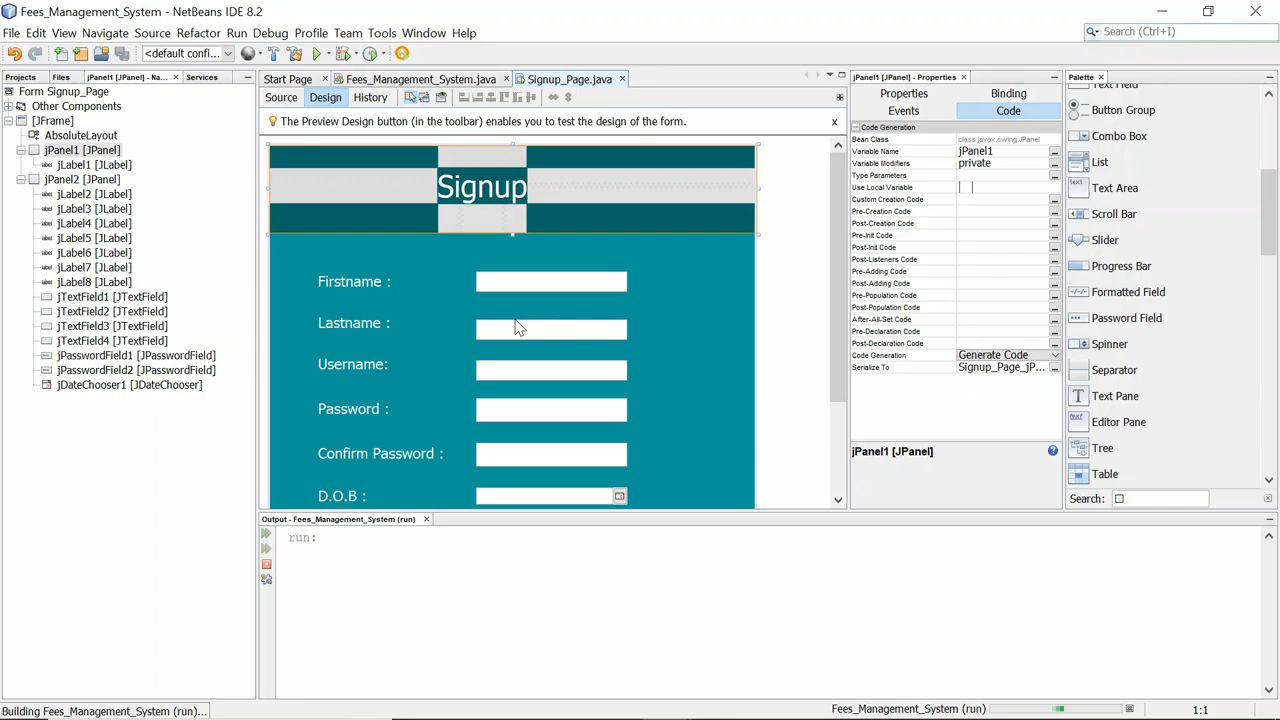 Fees_Management_System - NetBeans IDE 8.2
File Edit View Navigate Source Refactor Run Debug Profile Team Tools Window Help
Search (Ctrl+I)
<default confi...
Projects Files jPanel1 [JPanel] - Na... Services
Form Signup_Page
Other Components
[JFrame]
AbsoluteLayout
jPanel1 [JPanel]
jLabel1 [JLabel]
jPanel2 [JPanel]
jLabel2 [JLabel]
jLabel3 [JLabel]
jLabel4 [JLabel]
jLabel5 [JLabel]
jLabel6 [JLabel]
jLabel7 [JLabel]
jLabel8 [JLabel]
jTextField1 [JTextField]
jTextField2 [JTextField]
jTextField3 [JTextField]
jTextField4 [JTextField]
jPasswordField1 [JPasswordField]
jPasswordField2 [JPasswordField]
jDateChooser1 [JDateChooser]
Start Page Fees_Management_System.java Signup_Page.java
Source Design History
The Preview Design button (in the toolbar) enables you to test the design of the form. x
Signup
Firstname :
Lastname :
Username:
Password :
Confirm Password :
D.O.B :
jPanel1 [JPanel] - Properties
Properties Binding
Events Code
Code Generation
Bean Class class javax.swing.JPanel
Variable Name jPanel1
Variable Modifiers private
Type Parameters
Use Local Variable
Custom Creation Code
Pre-Creation Code
Post-Creation Code
Pre-Init Code
Post-Init Code
Post-Listeners Code
Pre-Adding Code
Post-Adding Code
Pre-Population Code
Post-Population Code
After-All-Set Code
Pre-Declaration Code
Post-Declaration Code
Code Generation Generate Code
Serialize To Signup_Page_jP...
jPanel1 [JPanel]
Palette
Text Field
Button Group
Combo Box
List
Text Area
Scroll Bar
Slider
Progress Bar
Formatted Field
Password Field
Spinner
Separator
Text Pane
Editor Pane
Tree
Table
Search:
Output - Fees_Management_System (run)
run:
Building Fees_Management_System (run)...
Fees_Management_System (run)
1:1